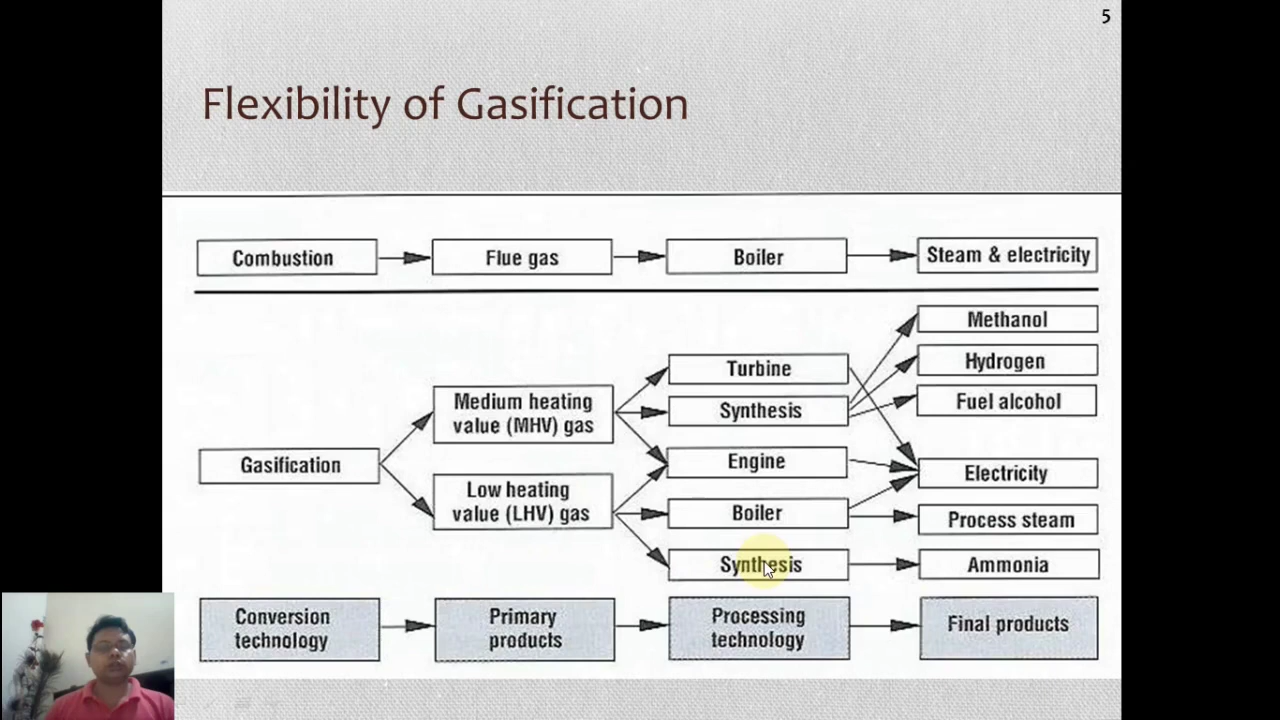 5
Flexibility of Gasification
Combustion
Flue gas
Boiler
Steam & electricity
Methanol
Turbine
Hydrogen
Medium heating
value (MHV) gas
Synthesis
Fuel alcohol
Gasification
Engine
Electricity
Low heating
value (LHV) gas
Boiler
Process steam
Synthesis
Ammonia
Conversion
technology
Primary
products
Processing
technology
Final products